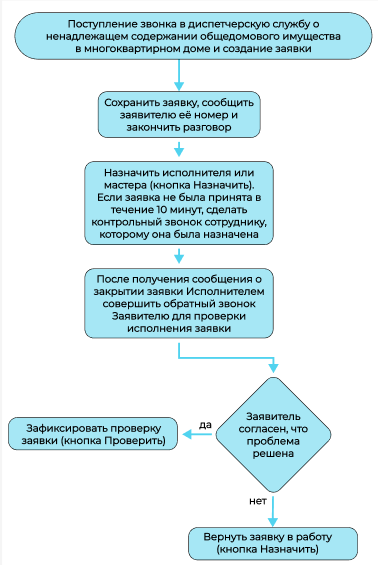 Поступление звонка в диспетчерскую службу о
ненадлежащем содержании общедомового имущества
в многоквартирном доме и создание заявки
Сохранить заявку, сообщить
заявителю её номер и
закончить разговор
Назначить исполнителя или
мастера (кнопка Назначить).
Если заявка не была принята в
течение 10 минут, сделать
контрольный звонок сотруднику,
которому она была назначена
После получения сообщения о
закрытии заявки Исполнителем
совершить обратный звонок
Заявителю для проверки
исполнения заявки
Заявитель
согласен, что
проблема
решена
да
Зафиксировать проверку
заявки (кнопка Проверить)
нет
Вернуть заявку в работу
(кнопка Назначить)